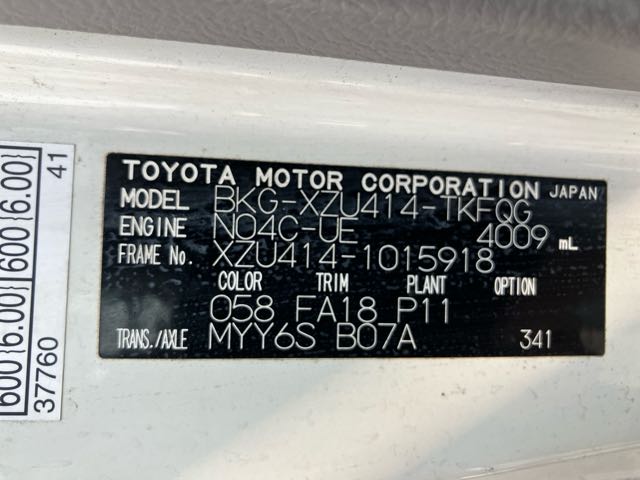 TOYOTA MOTOR CORPORATION JAPAN
MODEL BKG-XZU414-TKFQG
ENGINE N04C-UE 4009 mL
FRAME No. XZU414-1015918
COLOR TRIM PLANT OPTION
058 FA18 P11
TRANS./AXLE MYY6S B07A 341
600 (6.00) 600 (6.00)
37760 41